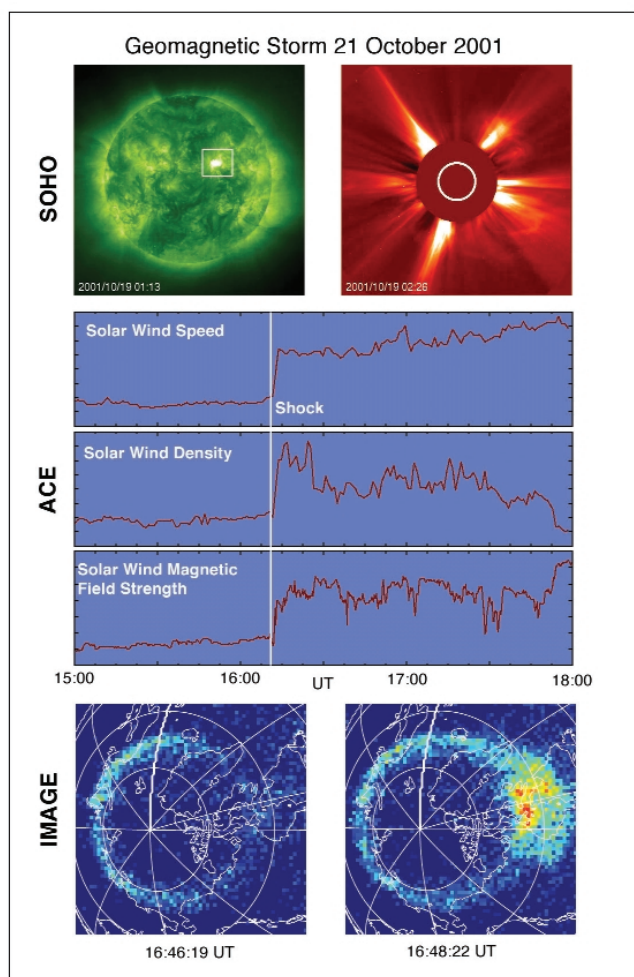 Geomagnetic Storm 21 October 2001
SOHO
2001/10/19 01:13
2001/10/19 02:26
ACE
Solar Wind Speed
Shock
Solar Wind Density
Solar Wind Magnetic
Field Strength
15:00
16:00
UT
17:00
18:00
IMAGE
16:46:19 UT
16:48:22 UT